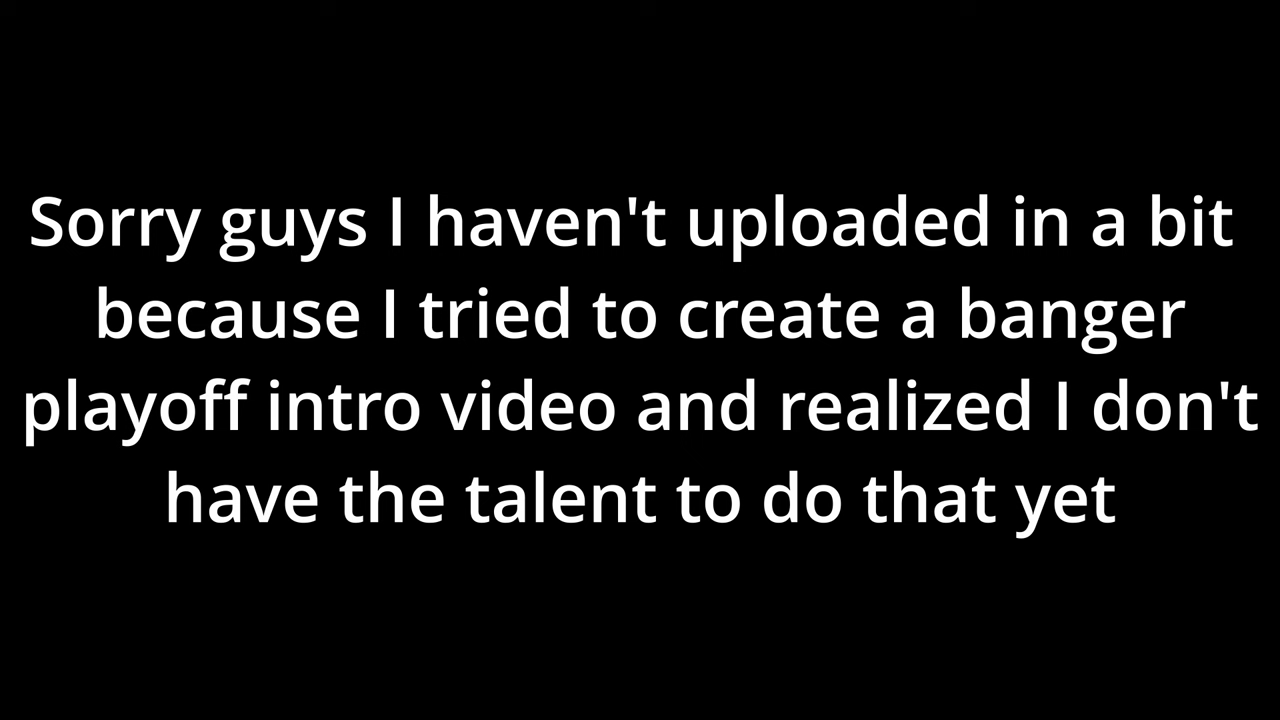 Sorry guys I haven't uploaded in a bit
because I tried to create a banger
playoff intro video and realized I don't
have the talent to do that yet